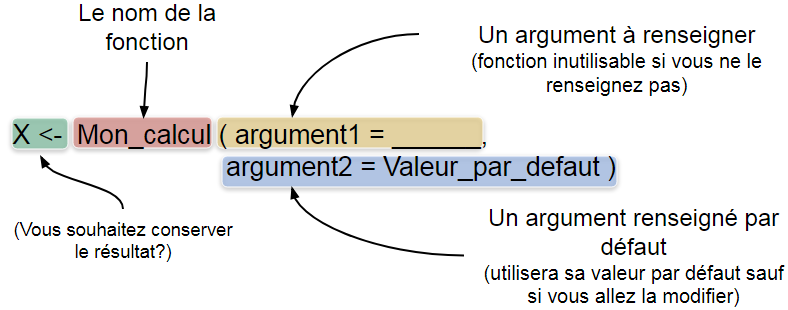 Le nom de la
fonction
Un argument à renseigner
(fonction inutilisable si vous ne le
renseignez pas)
X <- Mon_calcul ( argument1 = ______,
argument2 = Valeur_par_defaut )
(Vous souhaitez conserver
le résultat?)
Un argument renseigné par
défaut
(utilisera sa valeur par défaut sauf
si vous allez la modifier)